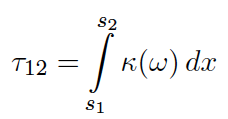 τ₁₂ = ∫_{s₁}^{s₂} κ(ω) dx